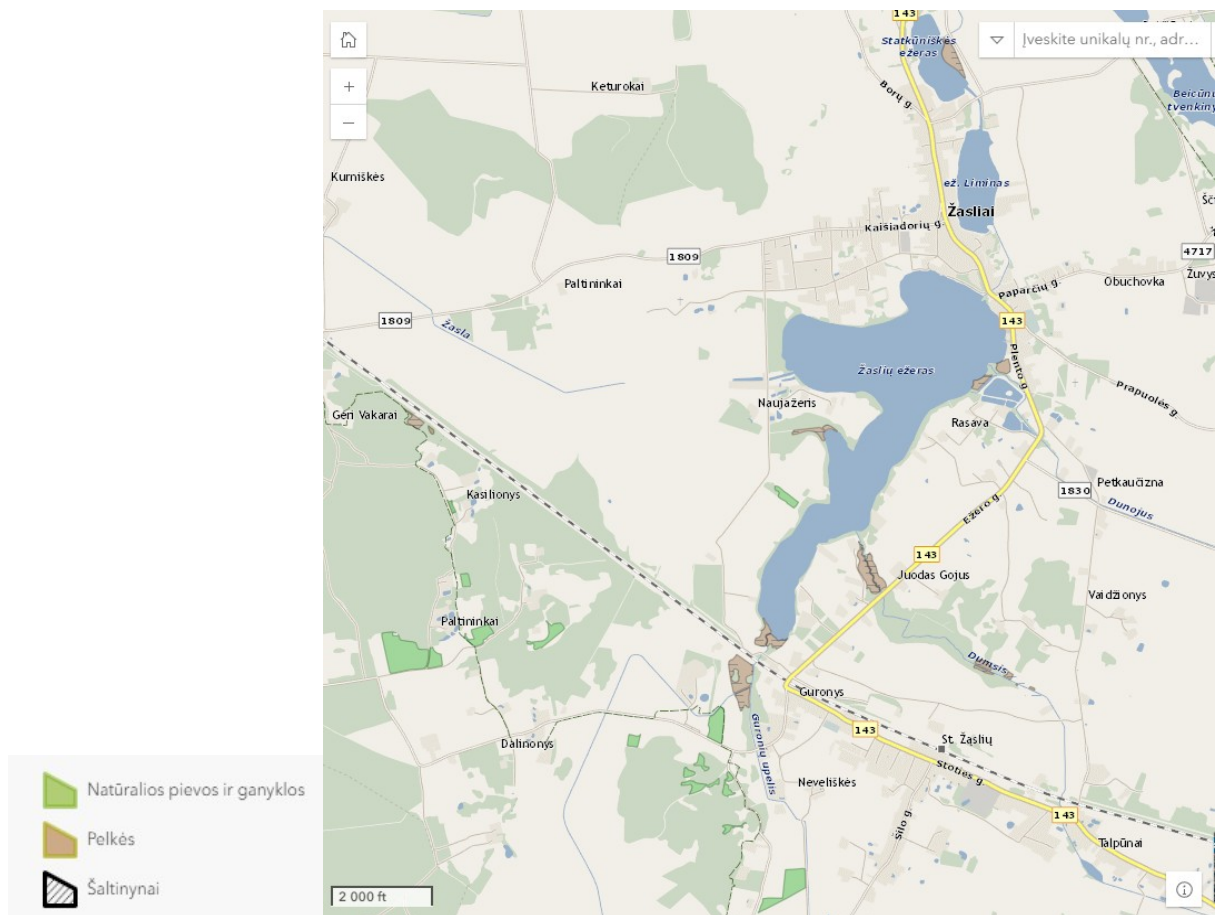 143
Statkūniškės
ežeras
Įveskite unikalų nr., adr...
Keturokai
Borų g.
Beicūnų
tvenkiny
Kurniškės
ež. Liminas
Žasliai
Kaišiadorių g.
1809
4717
Paltininkai
Paparčių g.
Obuchovka
Žuvys
1809
Žasla
143
Plento g.
Žaslių ežeras
Prapuolės g.
Naujažeris
Geri Vakarai
Rasava
Kasilionys
Petkaučizna
1830
Dunojus
Ežero g.
143
Juodas Gojus
Vaidžionys
Paltininkai
Dumsis
Guronys
Guronių upelis
143
St. Žaslių
Dalinonys
Stoties g.
Neveliškės
Šilo g.
143
Talpūnai
2 000 ft
Natūralios pievos ir ganyklos
Pelkės
Šaltinynai